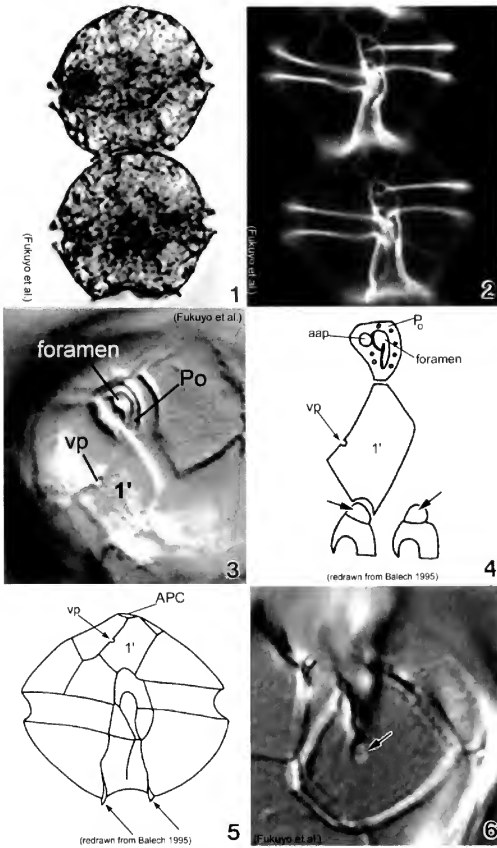 (Fukuyo et al.)
1
(Fukuyo et al.)
2
(Fukuyo et al.)
foramen
Po
vp
1'
3
Po
aap
foramen
vp
1'
4
(redrawn from Balech 1995)
APC
vp
1'
5
(redrawn from Balech 1995)
6
(Fukuyo et al.)